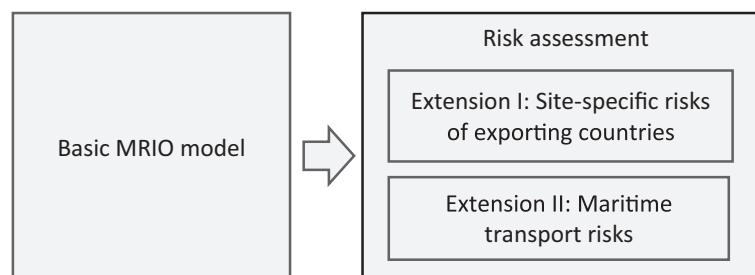 Basic MRIO model
Risk assessment
Extension I: Site-specific risks
of exporting countries
Extension II: Maritime
transport risks